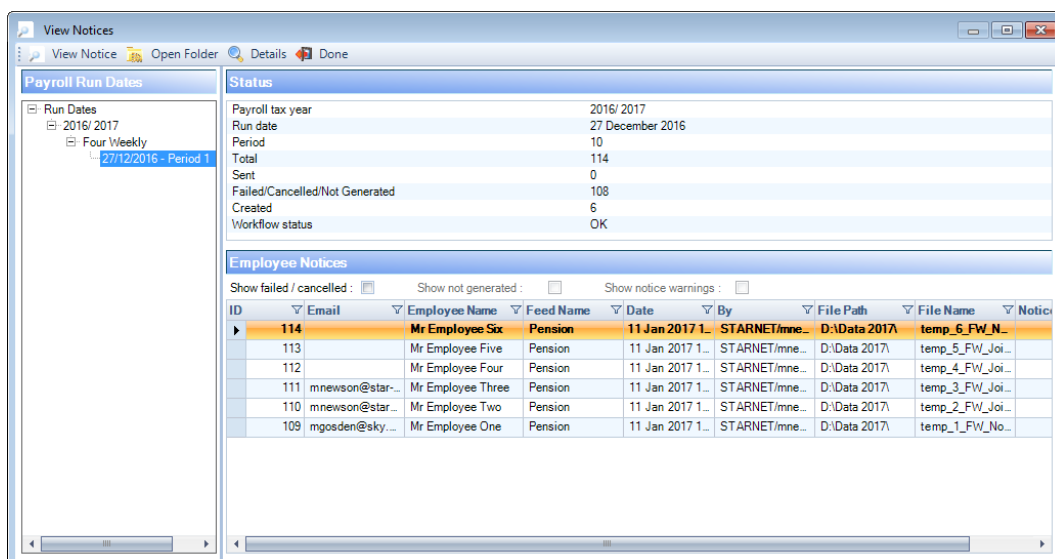 View Notices
View Notice Open Folder Details Done
Payroll Run Dates
Run Dates
2016/ 2017
Four Weekly
27/12/2016 - Period 1
Status
Payroll tax year 2016/ 2017
Run date 27 December 2016
Period 10
Total 114
Sent 0
Failed/Cancelled/Not Generated 108
Created 6
Workflow status OK
Employee Notices
Show failed / cancelled : Show not generated : Show notice warnings :
ID Email Employee Name Feed Name Date By File Path File Name Notice
114 Mr Employee Six Pension 11 Jan 2017 1... STARNET/mne... D:\Data 2017\ temp_6_FW_N...
113 Mr Employee Five Pension 11 Jan 2017 1... STARNET/mne... D:\Data 2017\ temp_5_FW_Joi...
112 Mr Employee Four Pension 11 Jan 2017 1... STARNET/mne... D:\Data 2017\ temp_4_FW_Joi...
111 mnewson@star-... Mr Employee Three Pension 11 Jan 2017 1... STARNET/mne... D:\Data 2017\ temp_3_FW_Joi...
110 mnewson@star... Mr Employee Two Pension 11 Jan 2017 1... STARNET/mne... D:\Data 2017\ temp_2_FW_Joi...
109 mgosden@sky.... Mr Employee One Pension 11 Jan 2017 1... STARNET/mne... D:\Data 2017\ temp_1_FW_No...